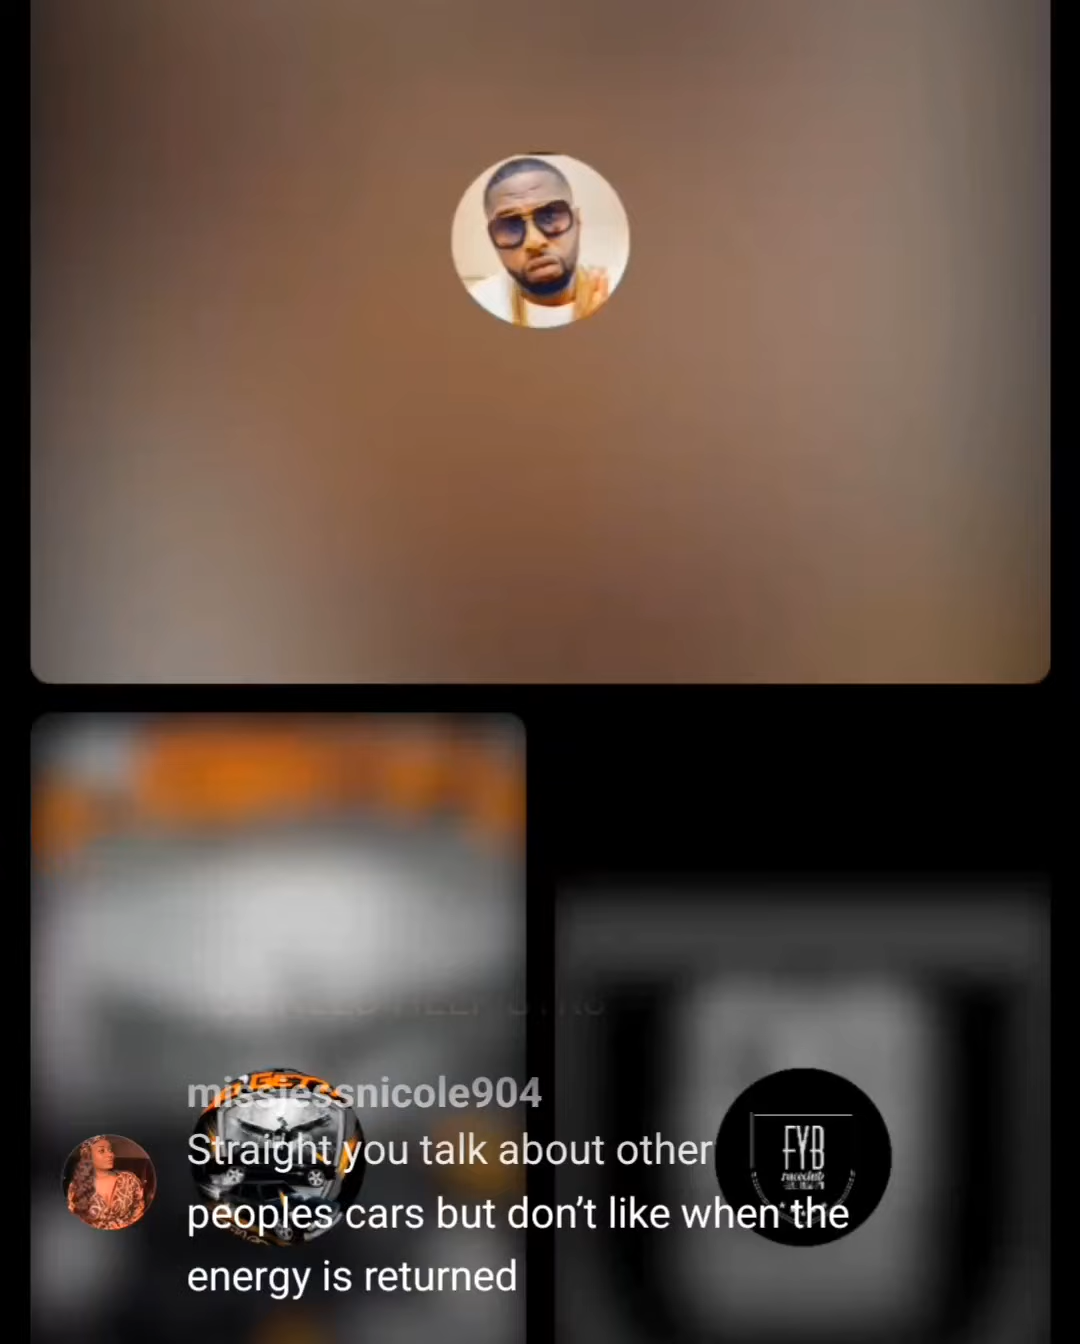 missjessnicole904
Straight you talk about other
peoples cars but don’t like when the
energy is returned
FYB